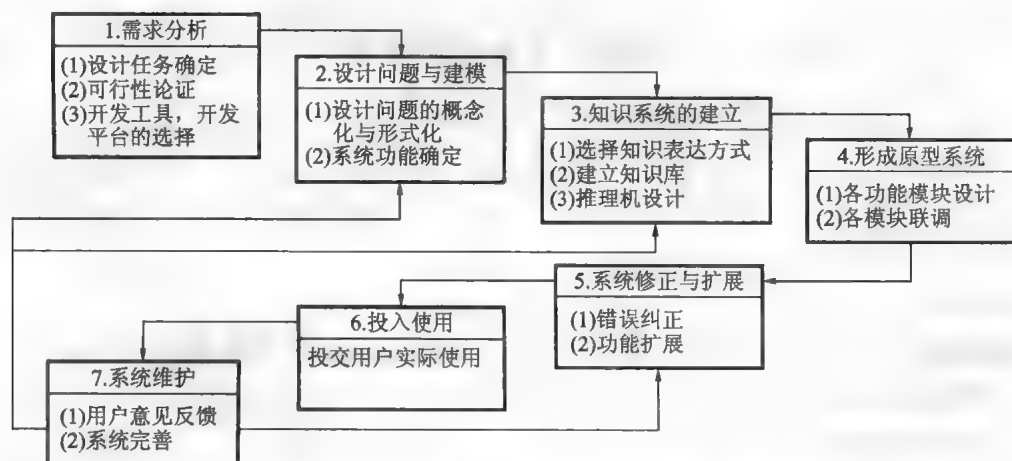 1.需求分析
(1)设计任务确定
(2)可行性论证
(3)开发工具，开发
平台的选择
2.设计问题与建模
(1)设计问题的概念
化与形式化
(2)系统功能确定
3.知识系统的建立
(1)选择知识表达方式
(2)建立知识库
(3)推理机设计
4.形成原型系统
(1)各功能模块设计
(2)各模块联调
5.系统修正与扩展
(1)错误纠正
(2)功能扩展
6.投入使用
投交用户实际使用
7.系统维护
(1)用户意见反馈
(2)系统完善